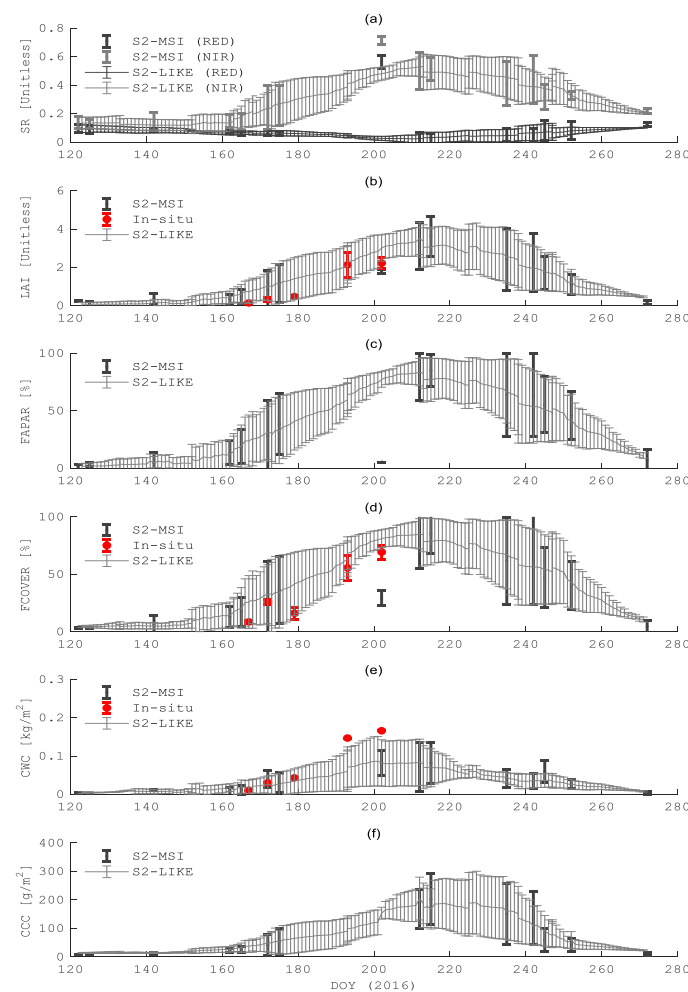 (a)
0.8
0.6
0.4
0.2
0
SR [Unitless]
S2-MSI (RED)
S2-MSI (NIR)
S2-LIKE (RED)
S2-LIKE (NIR)
120 140 160 180 200 220 240 260 280
(b)
6
4
2
0
LAI [Unitless]
S2-MSI
In-situ
S2-LIKE
120 140 160 180 200 220 240 260 280
(c)
100
50
0
FAPAR [%]
S2-MSI
S2-LIKE
120 140 160 180 200 220 240 260 280
(d)
100
50
0
FCOVER [%]
S2-MSI
In-situ
S2-LIKE
120 140 160 180 200 220 240 260 280
(e)
0.3
0.2
0.1
0
CWC [kg/m²]
S2-MSI
In-situ
S2-LIKE
120 140 160 180 200 220 240 260 280
(f)
400
300
200
100
0
CCC [g/m²]
S2-MSI
S2-LIKE
120 140 160 180 200 220 240 260 280
DOY (2016)